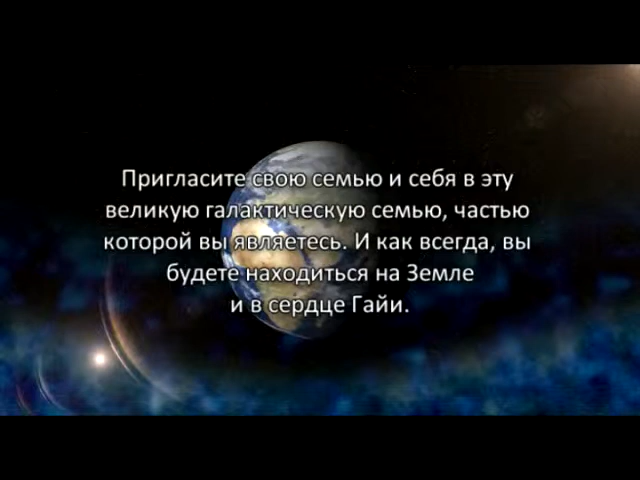 Пригласите свою семью и себя в эту
великую галактическую семью, частью
которой вы являетесь. И как всегда, вы
будете находиться на Земле
и в сердце Гайи.